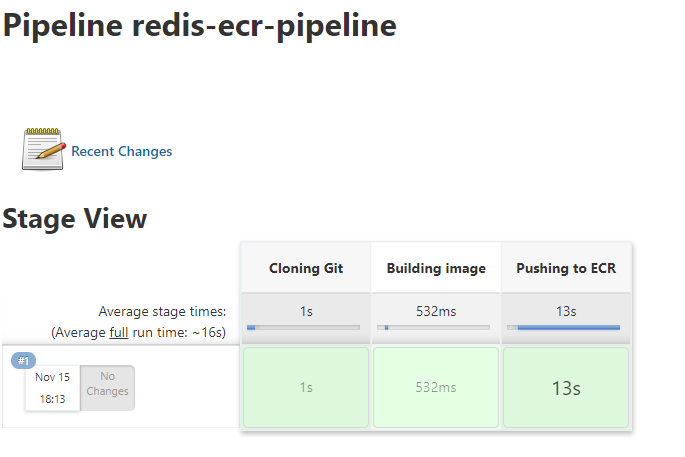 Pipeline redis-ecr-pipeline
Recent Changes
Stage View
Cloning Git Building image Pushing to ECR
Average stage times: 1s 532ms 13s
(Average full run time: ~16s)
#1
Nov 15 No
Changes
18:13
1s 532ms 13s